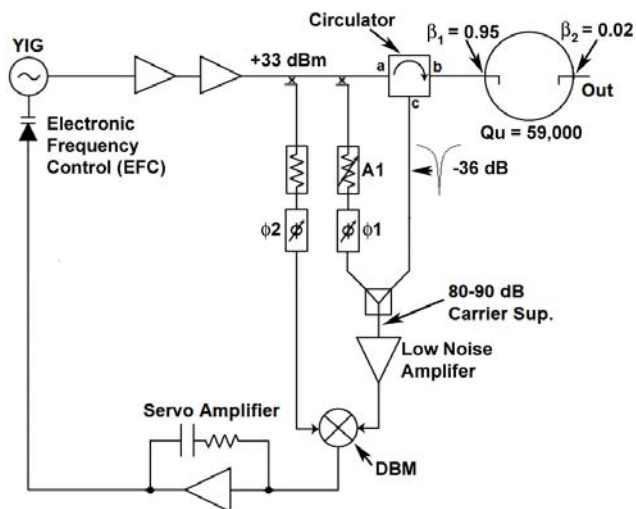 Circulator
β1 = 0.95
β2 = 0.02
YIG
+33 dBm
a
b
c
Out
Qu = 59,000
Electronic
Frequency
Control (EFC)
A1
-36 dB
ϕ2
ϕ
ϕ
ϕ1
80-90 dB
Carrier Sup.
Low Noise
Amplifer
Servo Amplifier
DBM